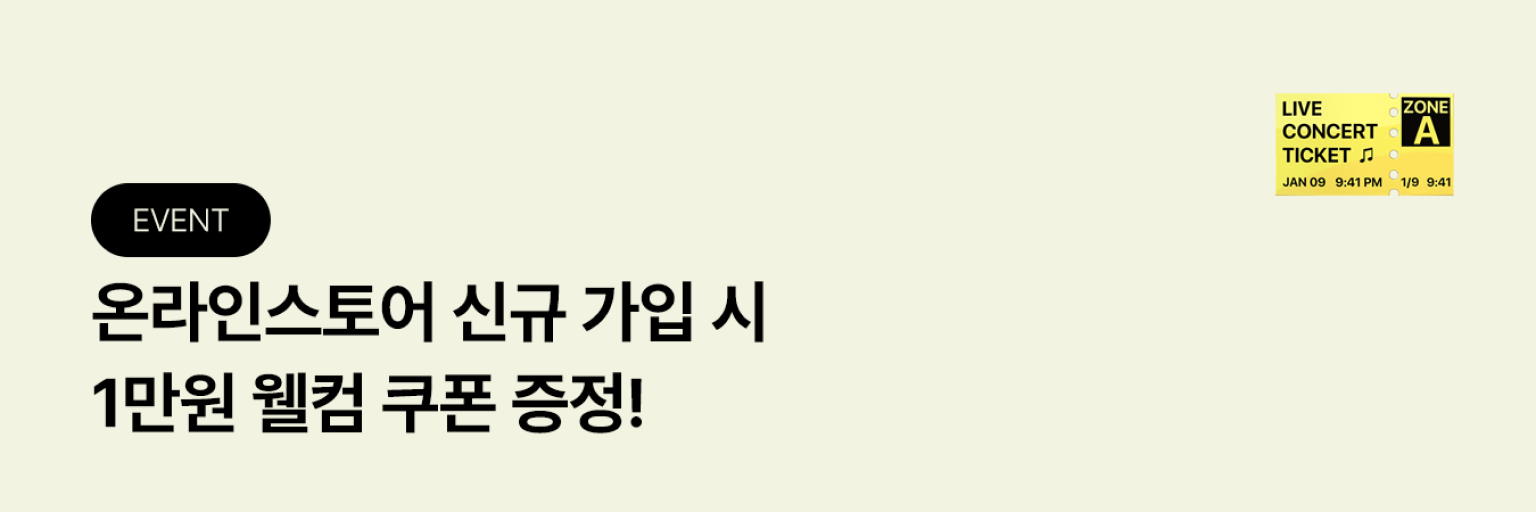 EVENT
온라인스토어 신규 가입 시
1만원 웰컴 쿠폰 증정!
LIVE
CONCERT
TICKET ♫
JAN 09 9:41 PM
ZONE
A
1/9 9:41